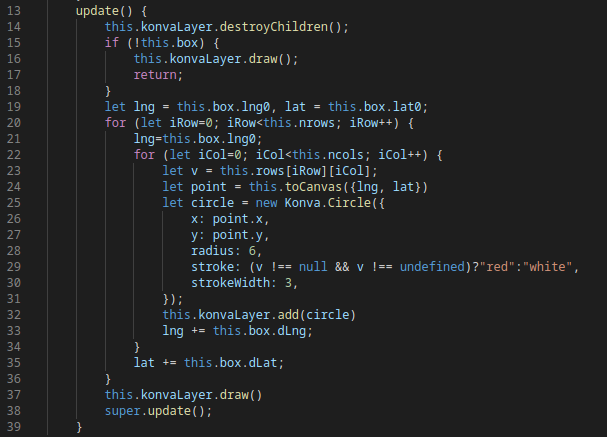 13 update() {
14 this.konvaLayer.destroyChildren();
15 if (!this.box) {
16 this.konvaLayer.draw();
17 return;
18 }
19 let lng = this.box.lng0, lat = this.box.lat0;
20 for (let iRow=0; iRow<this.nrows; iRow++) {
21 lng=this.box.lng0;
22 for (let iCol=0; iCol<this.ncols; iCol++) {
23 let v = this.rows[iRow][iCol];
24 let point = this.toCanvas({lng, lat})
25 let circle = new Konva.Circle({
26 x: point.x,
27 y: point.y,
28 radius: 6,
29 stroke: (v !== null && v !== undefined)?"red":"white",
30 strokeWidth: 3,
31 });
32 this.konvaLayer.add(circle)
33 lng += this.box.dLng;
34 }
35 lat += this.box.dLat;
36 }
37 this.konvaLayer.draw()
38 super.update();
39 }